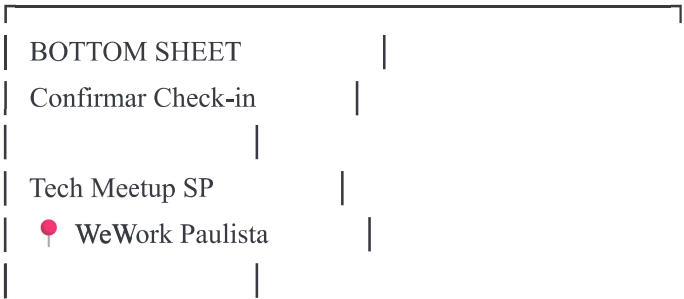 BOTTOM SHEET
Confirmar Check-in
Tech Meetup SP
📍 WeWork Paulista